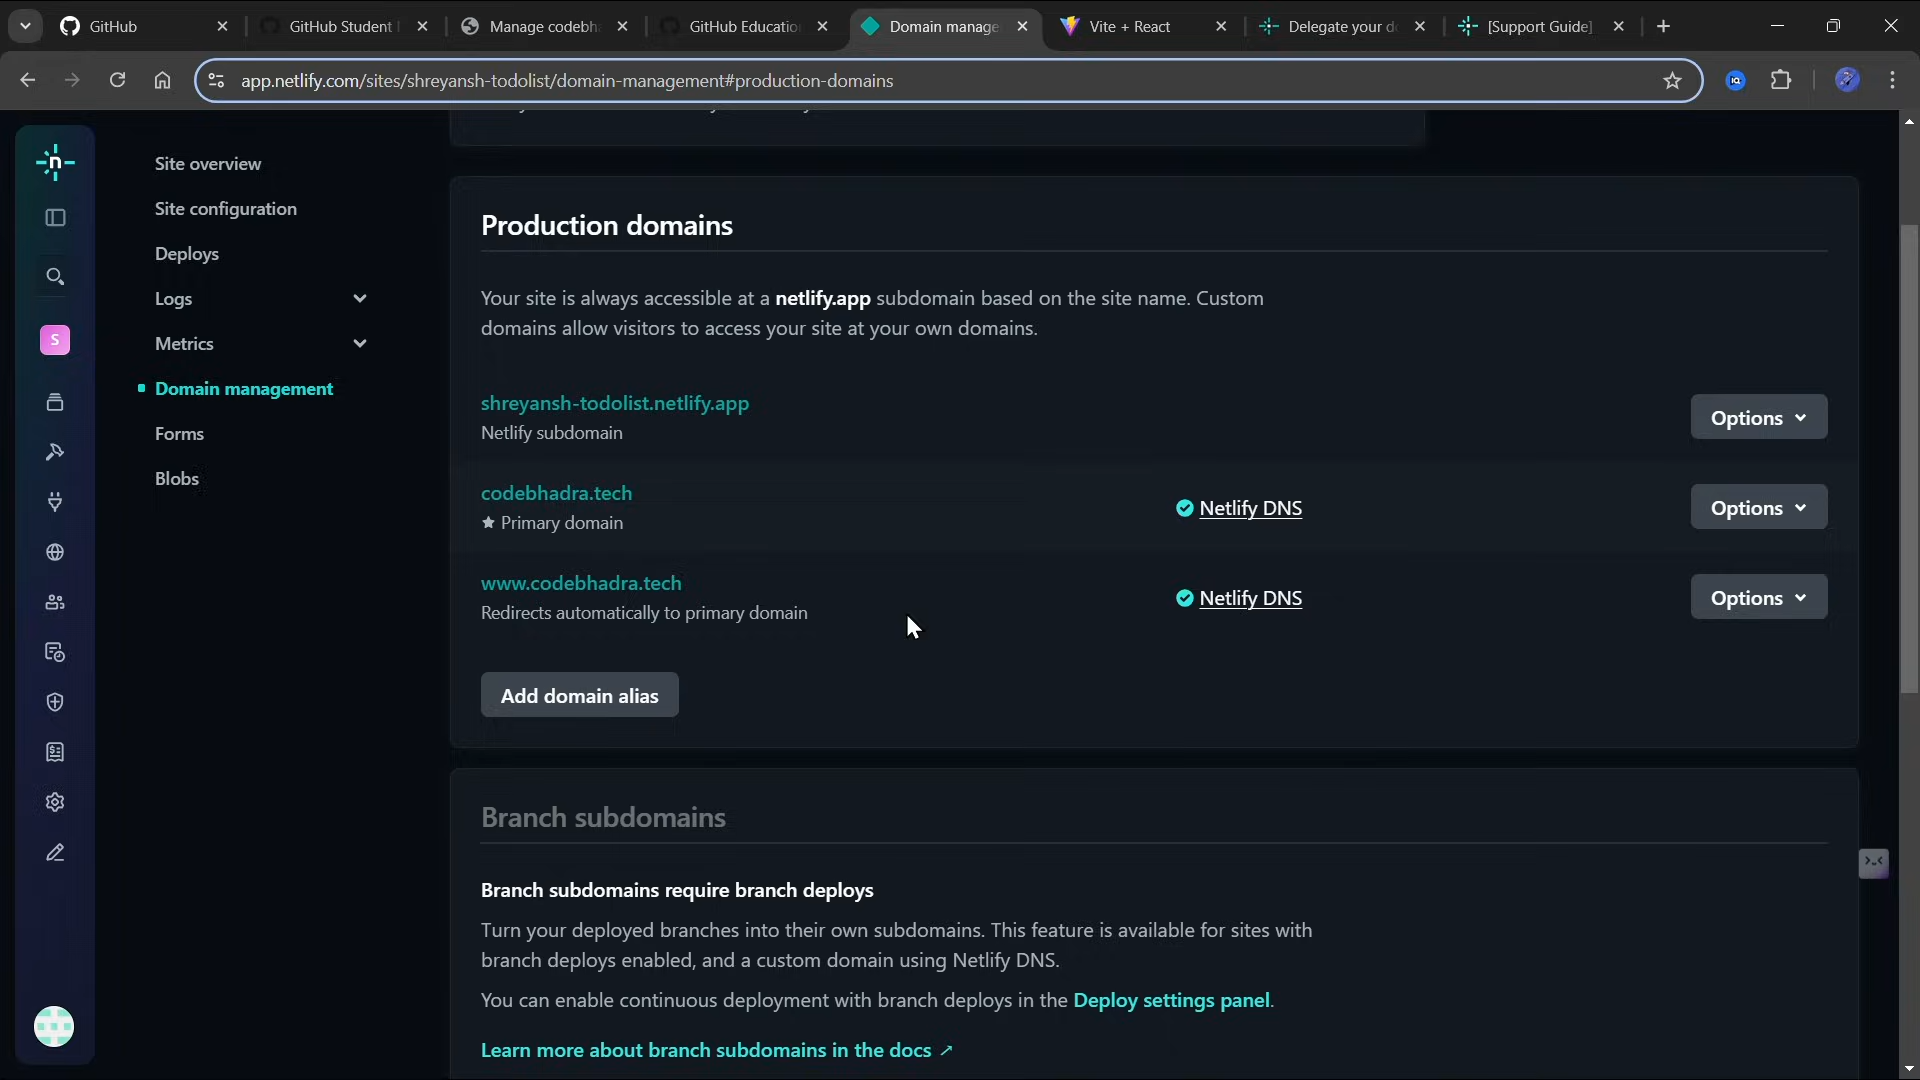 GitHub
GitHub Student
Manage codebh
GitHub Educatio
Domain manage
Vite + React
Delegate your d
[Support Guide]
app.netlify.com/sites/shreyansh-todolist/domain-management#production-domains
Site overview
Site configuration
Deploys
Logs
Metrics
Domain management
Forms
Blobs
S
Production domains
Your site is always accessible at a netlify.app subdomain based on the site name. Custom
domains allow visitors to access your site at your own domains.
shreyansh-todolist.netlify.app
Netlify subdomain
Options
codebhadra.tech
★ Primary domain
Netlify DNS
Options
www.codebhadra.tech
Redirects automatically to primary domain
Netlify DNS
Options
Add domain alias
Branch subdomains
Branch subdomains require branch deploys
Turn your deployed branches into their own subdomains. This feature is available for sites with
branch deploys enabled, and a custom domain using Netlify DNS.
You can enable continuous deployment with branch deploys in the Deploy settings panel.
Learn more about branch subdomains in the docs ↗